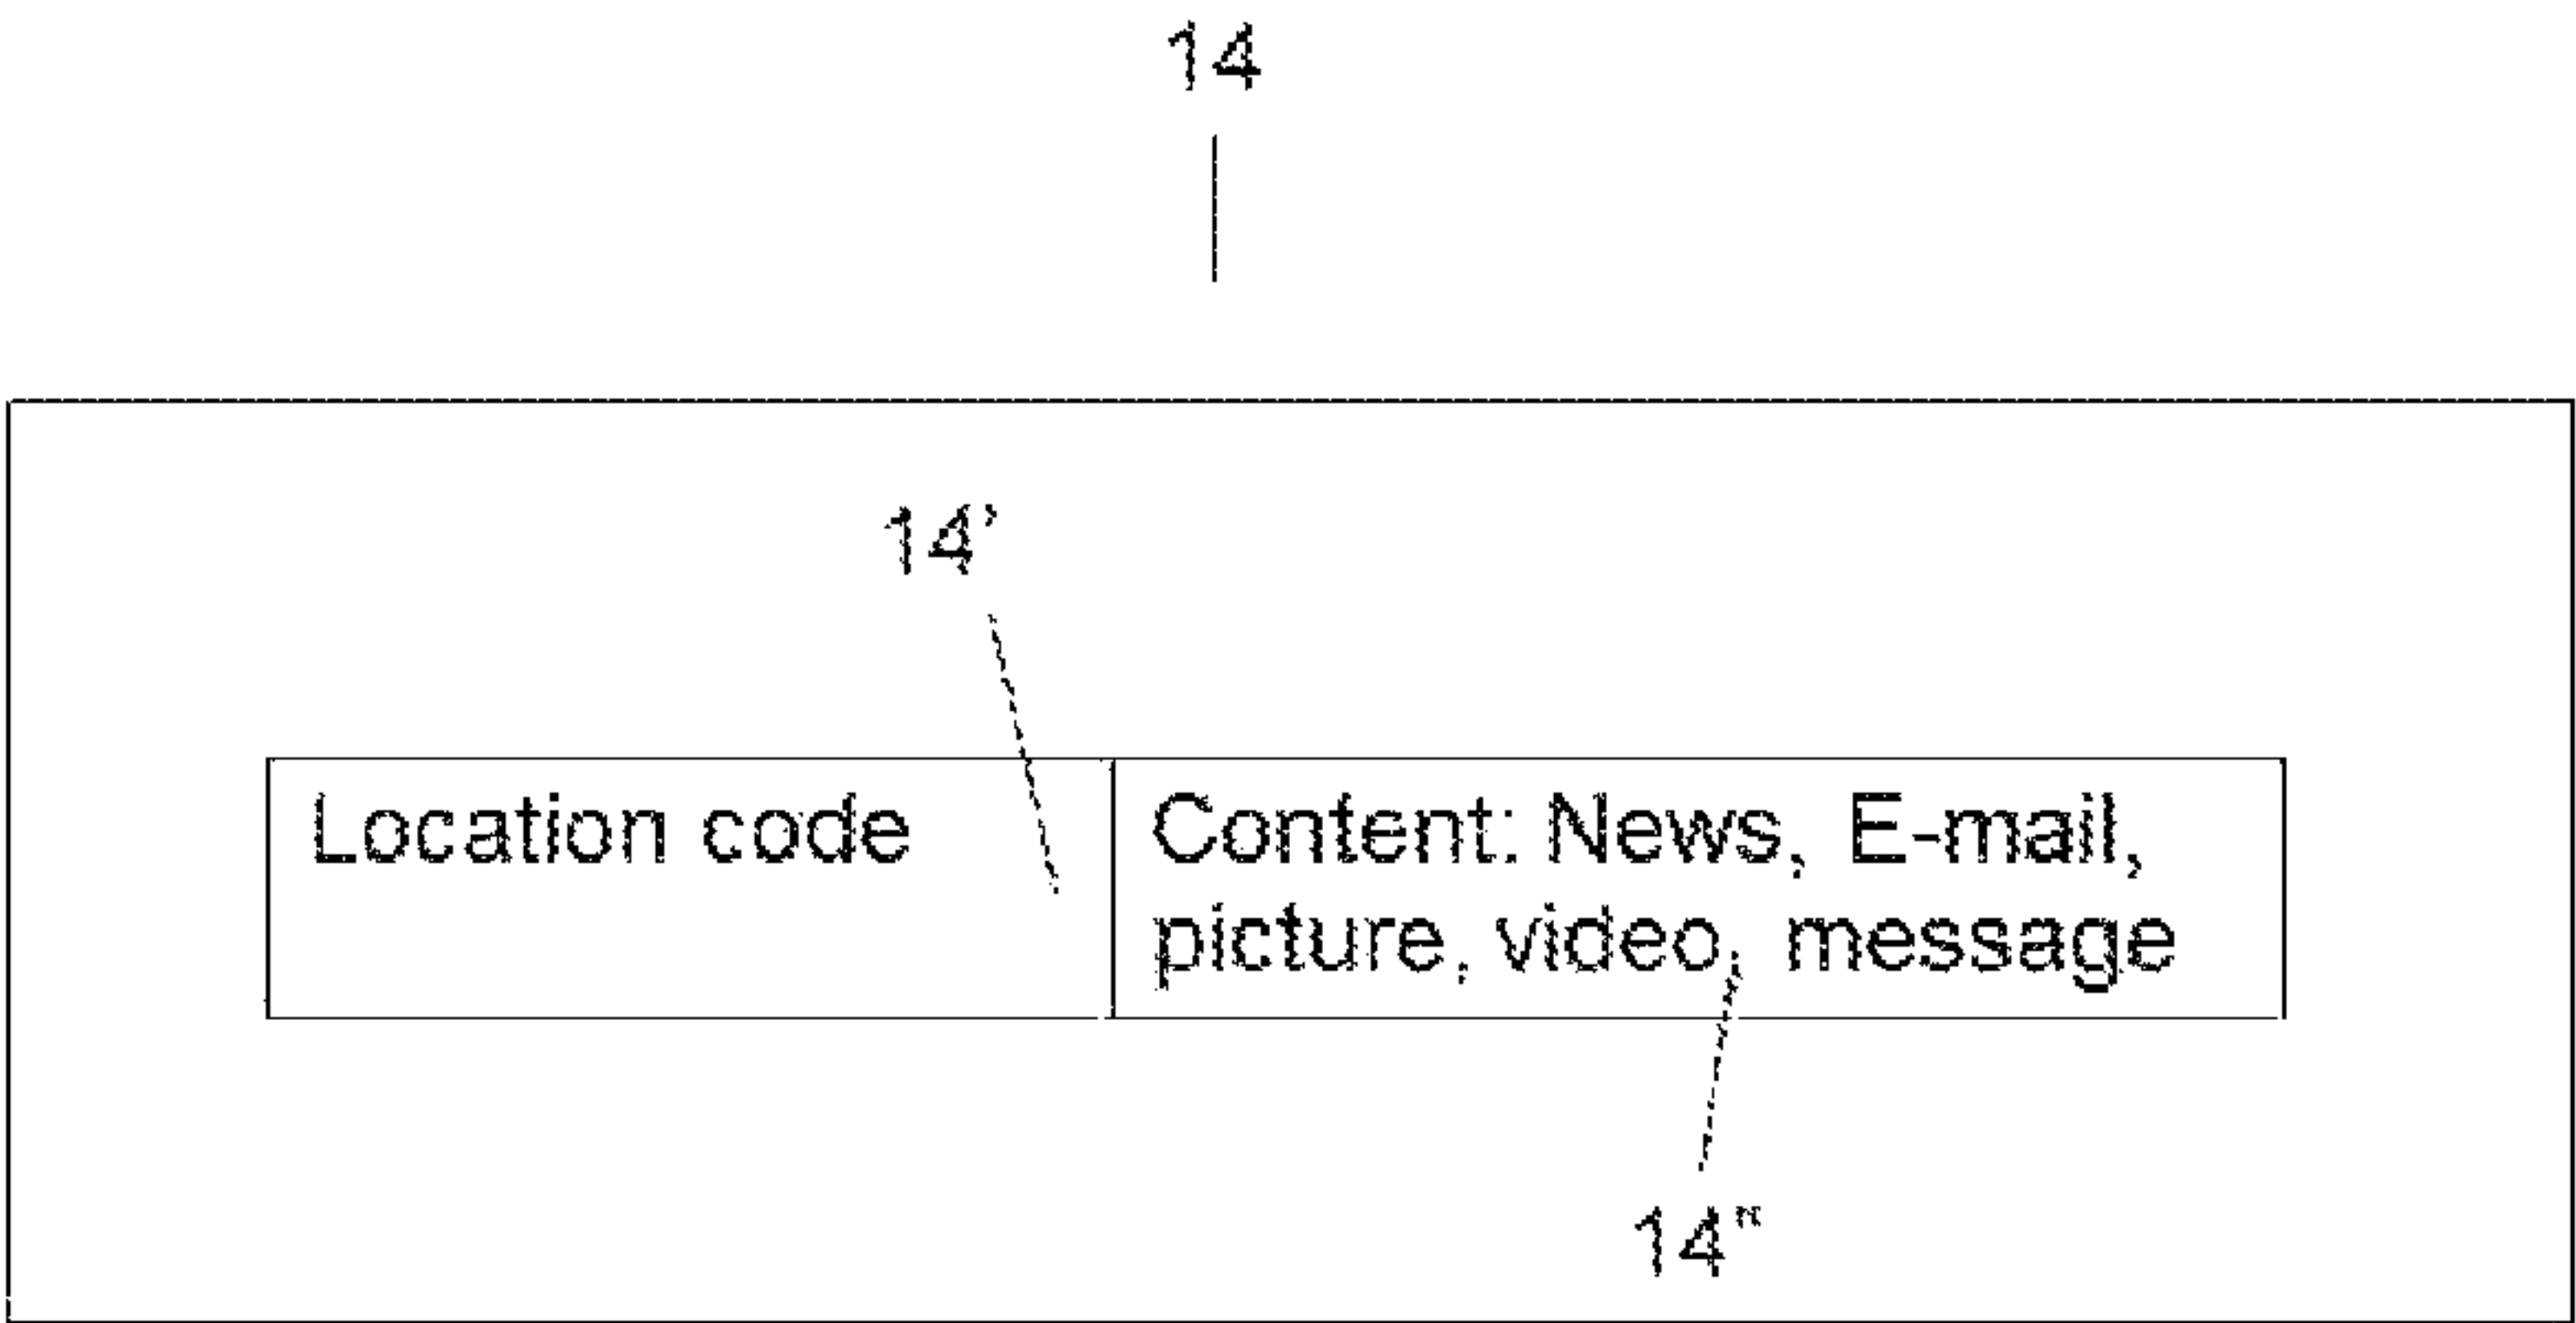 14
14'
Location code
Content: News, E-mail,
picture, video, message
14"